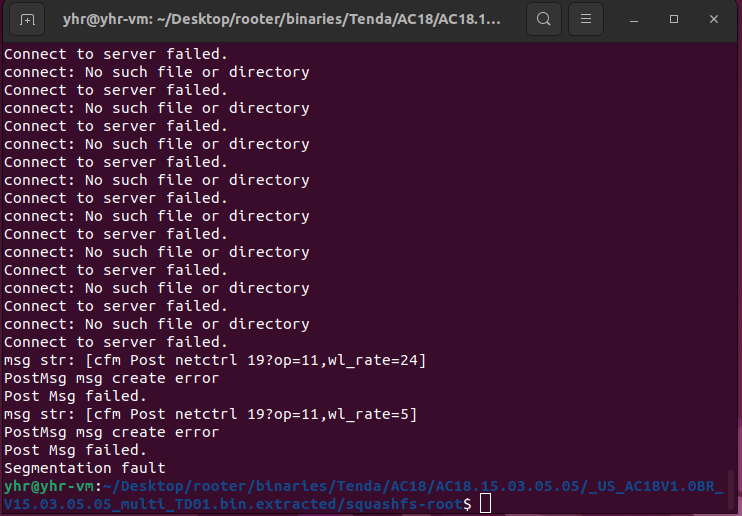 yhr@yhr-vm: ~/Desktop/rooter/binaries/Tenda/AC18/AC18.1...
Connect to server failed.
connect: No such file or directory
Connect to server failed.
connect: No such file or directory
Connect to server failed.
connect: No such file or directory
Connect to server failed.
connect: No such file or directory
Connect to server failed.
connect: No such file or directory
Connect to server failed.
connect: No such file or directory
Connect to server failed.
connect: No such file or directory
Connect to server failed.
connect: No such file or directory
Connect to server failed.
msg str: [cfm Post netctrl 19?op=11,wl_rate=24]
PostMsg msg create error
Post Msg failed.
msg str: [cfm Post netctrl 19?op=11,wl_rate=5]
PostMsg msg create error
Post Msg failed.
Segmentation fault
yhr@yhr-vm:~/Desktop/rooter/binaries/Tenda/AC18/AC18.15.03.05.05/_US_AC18V1.0BR_
V15.03.05.05_multi_TD01.bin.extracted/squashfs-root$